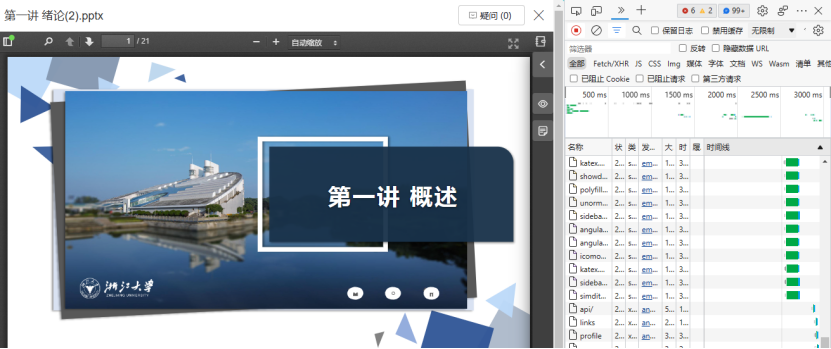 第一讲 绪论(2).pptx
疑问 (0)
1 / 21
自动缩放
第一讲 概述
浙江大学
ZHEJIANG UNIVERSITY
6
2
99+
保留日志
禁用缓存
无限制
筛选器
反转
隐藏数据 URL
全部 Fetch/XHR JS CSS Img 媒体 字体 文档 WS Wasm 清单 其他
已阻止 Cookie
已阻止请求
第三方请求
500 ms 1000 ms 1500 ms 2000 ms 2500 ms 3000 ms
名称 状 类 发... 大 时 履 时间线
katex.... 2... s... em... 1... 3...
showd... 2... s... em... 1... 3...
polyfill... 2... s... em... 1... 3...
unorm... 2... s... em... 1... 3...
sideba... 2... s... em... 1... 3...
angula... 2... s... em... 1... 3...
angula... 2... s... em... 1... 3...
icomo... 2... s... em... 1... 3...
katex.... 2... s... em... 1... 3...
sideba... 2... s... em... 1... 3...
simdit... 2... s... em... 1... 3...
api/ 2... x... an... 5... 1...
links 2... x... an... 2... 1...
profile 2... x... an... 3... 3...